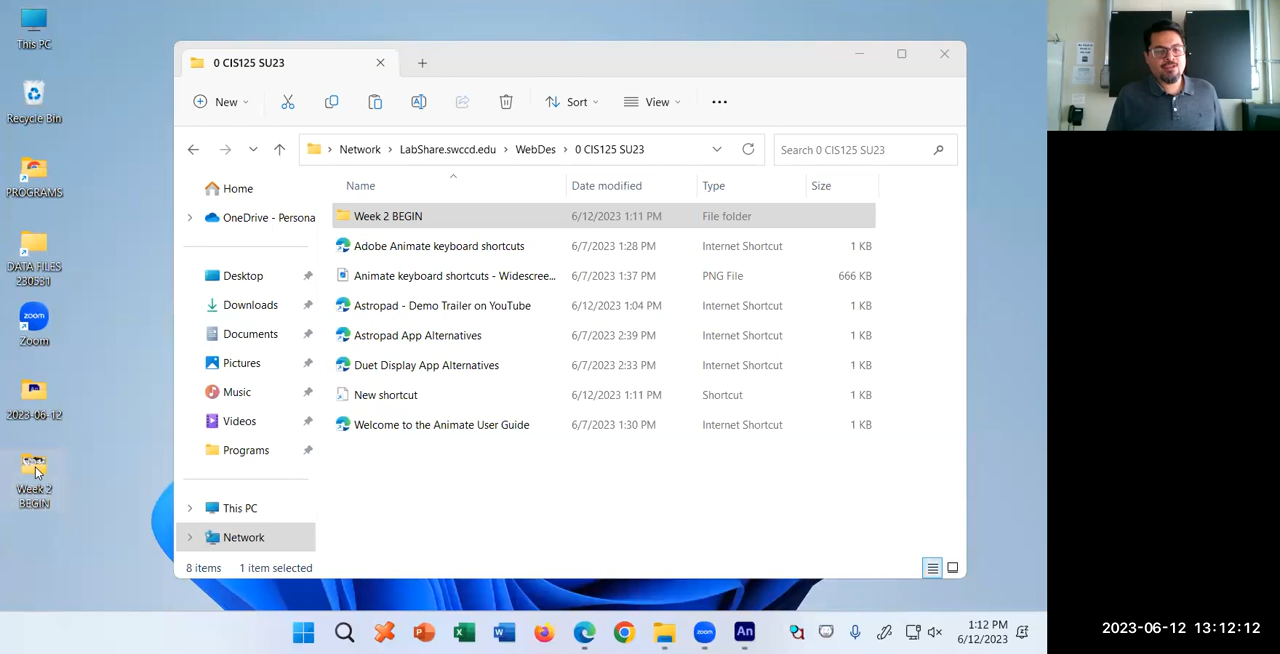 This PC
Recycle Bin
PROGRAMS
DATA FILES
230531
zoom
Zoom
An
2023-06-12
Week 2
BEGIN
0 CIS125 SU23
New
Sort
View
Network > LabShare.swccd.edu > WebDes > 0 CIS125 SU23
Search 0 CIS125 SU23
Home
OneDrive - Persona
Desktop
Downloads
Documents
Pictures
Music
Videos
Programs
This PC
Network
Name Date modified Type Size
Week 2 BEGIN 6/12/2023 1:11 PM File folder
Adobe Animate keyboard shortcuts 6/7/2023 1:28 PM Internet Shortcut 1 KB
Animate keyboard shortcuts - Widescree... 6/7/2023 1:37 PM PNG File 666 KB
Astropad - Demo Trailer on YouTube 6/12/2023 1:04 PM Internet Shortcut 1 KB
Astropad App Alternatives 6/7/2023 2:39 PM Internet Shortcut 1 KB
Duet Display App Alternatives 6/7/2023 2:33 PM Internet Shortcut 1 KB
New shortcut 6/12/2023 1:11 PM Shortcut 1 KB
Welcome to the Animate User Guide 6/7/2023 1:30 PM Internet Shortcut 1 KB
8 items 1 item selected
zoom
An
1:12 PM
6/12/2023
2023-06-12 13:12:12